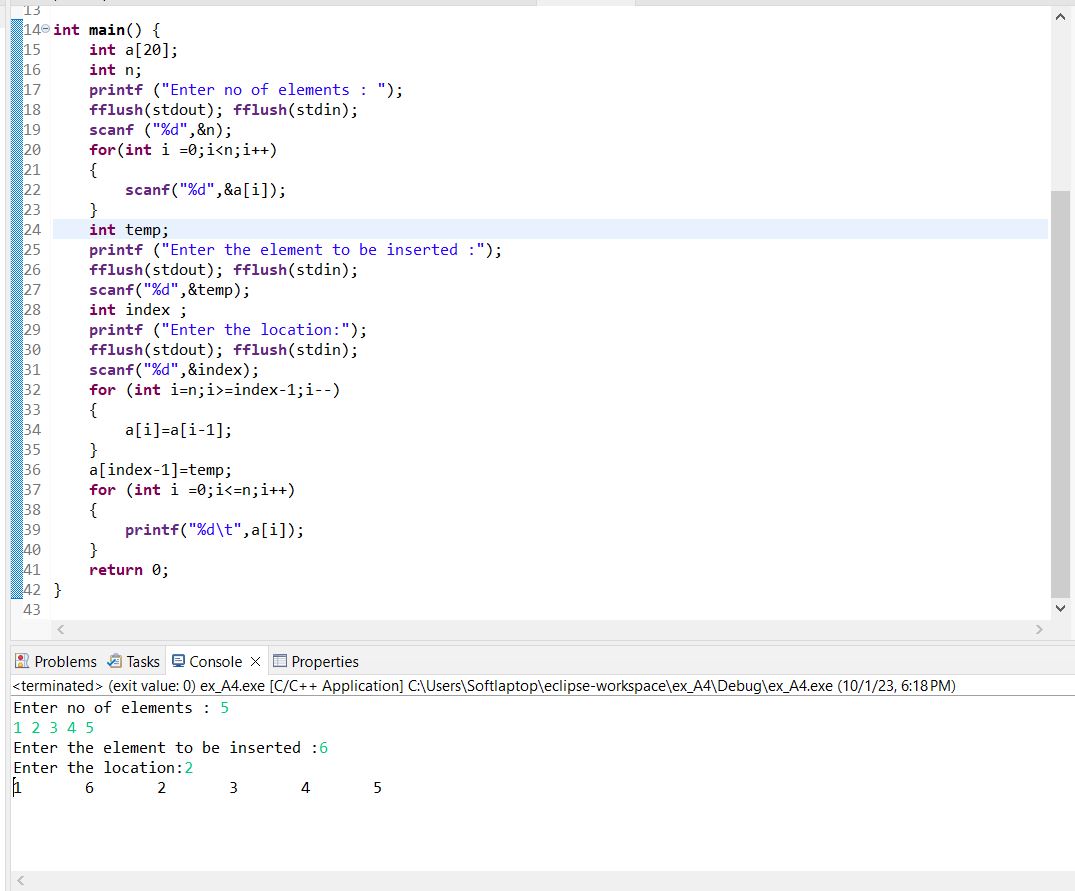 13
14 int main() {
15 int a[20];
16 int n;
17 printf ("Enter no of elements : ");
18 fflush(stdout); fflush(stdin);
19 scanf ("%d",&n);
20 for(int i =0;i<n;i++)
21 {
22 scanf("%d",&a[i]);
23 }
24 int temp;
25 printf ("Enter the element to be inserted :");
26 fflush(stdout); fflush(stdin);
27 scanf("%d",&temp);
28 int index ;
29 printf ("Enter the location:");
30 fflush(stdout); fflush(stdin);
31 scanf("%d",&index);
32 for (int i=n;i>=index-1;i--)
33 {
34 a[i]=a[i-1];
35 }
36 a[index-1]=temp;
37 for (int i =0;i<=n;i++)
38 {
39 printf("%d\t",a[i]);
40 }
41 return 0;
42 }
43
Problems Tasks Console Properties
<terminated> (exit value: 0) ex_A4.exe [C/C++ Application] C:\Users\Softlaptop\eclipse-workspace\ex_A4\Debug\ex_A4.exe (10/1/23, 6:18 PM)
Enter no of elements : 5
1 2 3 4 5
Enter the element to be inserted :6
Enter the location:2
1 6 2 3 4 5